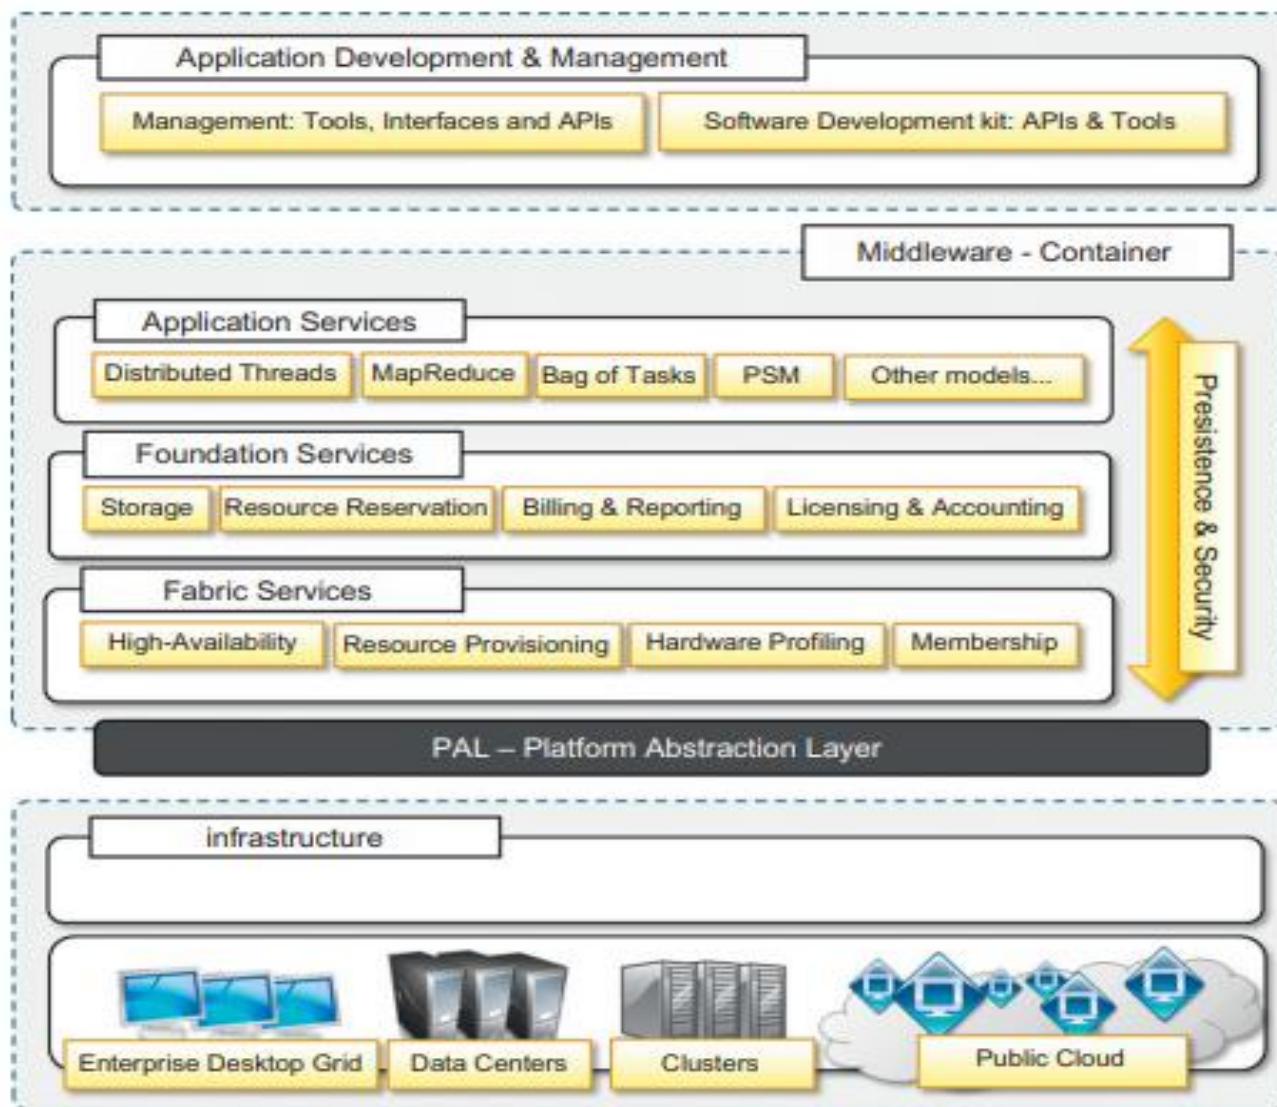 Application Development & Management
Management: Tools, Interfaces and APIs
Software Development kit: APIs & Tools
Middleware - Container
Application Services
Distributed Threads
MapReduce
Bag of Tasks
PSM
Other models...
Foundation Services
Storage
Resource Reservation
Billing & Reporting
Licensing & Accounting
Fabric Services
High-Availability
Resource Provisioning
Hardware Profiling
Membership
Presistence & Security
PAL – Platform Abstraction Layer
infrastructure
Enterprise Desktop Grid
Data Centers
Clusters
Public Cloud